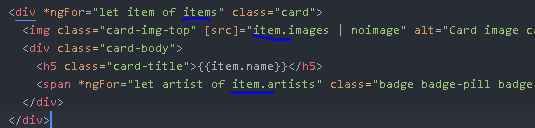 <div *ngFor="let item of items" class="card">
<img class="card-img-top" [src]="item.images | noimage" alt="Card image
<div class="card-body">
<h5 class="card-title">{{item.name}}</h5>
<span *ngFor="let artist of item.artists" class="badge badge-pill badge
</div>
</div>